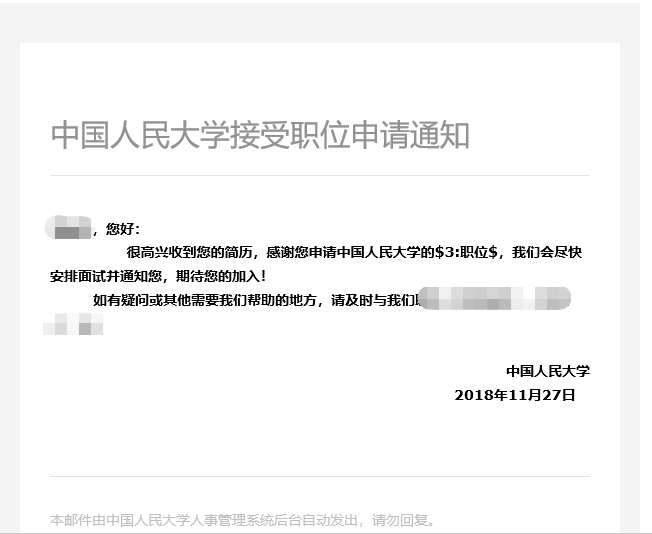 中国人民大学接受职位申请通知
，您好：
很高兴收到您的简历，感谢您申请中国人民大学的$3:职位$，我们会尽快
安排面试并通知您，期待您的加入！
如有疑问或其他需要我们帮助的地方，请及时与我们
中国人民大学
2018年11月27日
本邮件由中国人民大学人事管理系统后台自动发出，请勿回复。